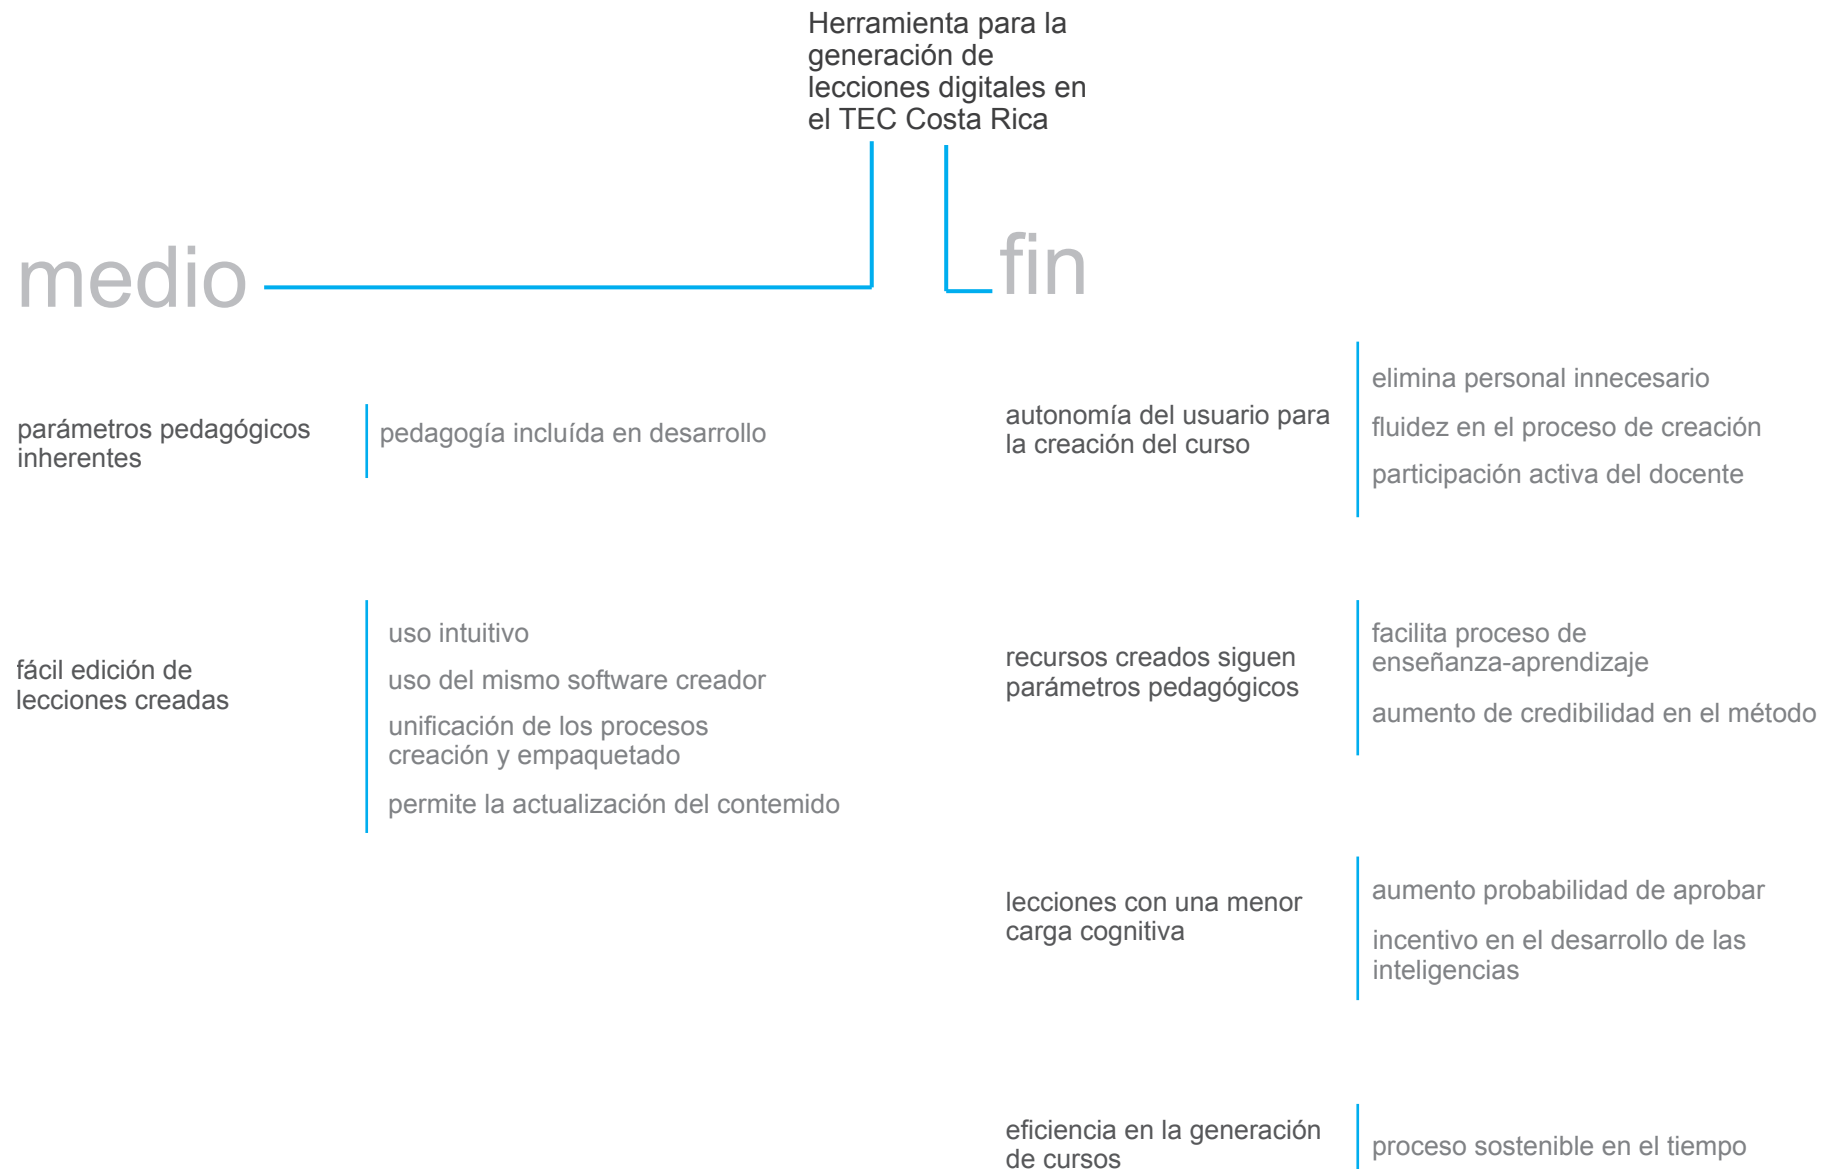 Herramienta para la
generación de
lecciones digitales en
el TEC Costa Rica
medio
fin
parámetros pedagógicos
inherentes
pedagogía incluída en desarrollo
fácil edición de
lecciones creadas
uso intuitivo
uso del mismo software creador
unificación de los procesos
creación y empaquetado
permite la actualización del contemido
autonomía del usuario para
la creación del curso
elimina personal innecesario
fluidez en el proceso de creación
participación activa del docente
recursos creados siguen
parámetros pedagógicos
facilita proceso de
enseñanza-aprendizaje
aumento de credibilidad en el método
lecciones con una menor
carga cognitiva
aumento probabilidad de aprobar
incentivo en el desarrollo de las
inteligencias
eficiencia en la generación
de cursos
proceso sostenible en el tiempo